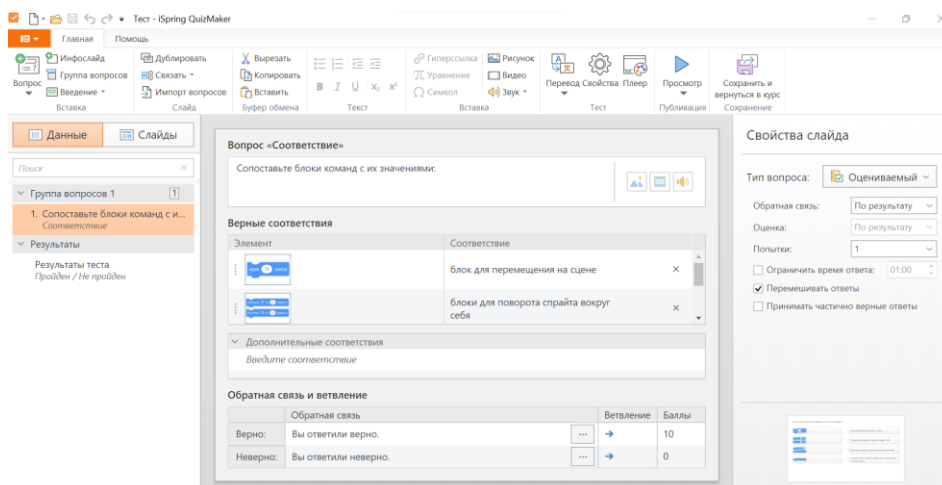 Тест - iSpring QuizMaker
Главная Помощь
Вопрос
Инфослайд
Группа вопросов
Введение
Вставка
Дублировать
Связать
Импорт вопросов
Слайд
Вырезать
Копировать
Вставить
Буфер обмена
B I U x₂ x²
Текст
Гиперссылка
Уравнение
Символ
Рисунок
Видео
Звук
Вставка
Перевод Свойства Плеер
Тест
Просмотр
Публикация
Сохранить и
вернуться в курс
Сохранение
Данные Слайды
Поиск
Группа вопросов 1 1
1. Сопоставьте блоки команд с и...
Соответствие
Результаты
Результаты теста
Пройден / Не пройден
Вопрос «Соответствие»
Сопоставьте блоки команд с их значениями:
Верные соответствия
Элемент Соответствие
блок для перемещения на сцене
блоки для поворота спрайта вокруг
себя
Дополнительные соответствия
Введите соответствие
Обратная связь и ветвление
Обратная связь Ветвление Баллы
Верно: Вы ответили верно. ... 10
Неверно: Вы ответили неверно. ... 0
Свойства слайда
Тип вопроса: Оцениваемый
Обратная связь: По результату
Оценка: По результату
Попытки: 1
Ограничить время ответа: 01:00
Перемешивать ответы
Принимать частично верные ответы